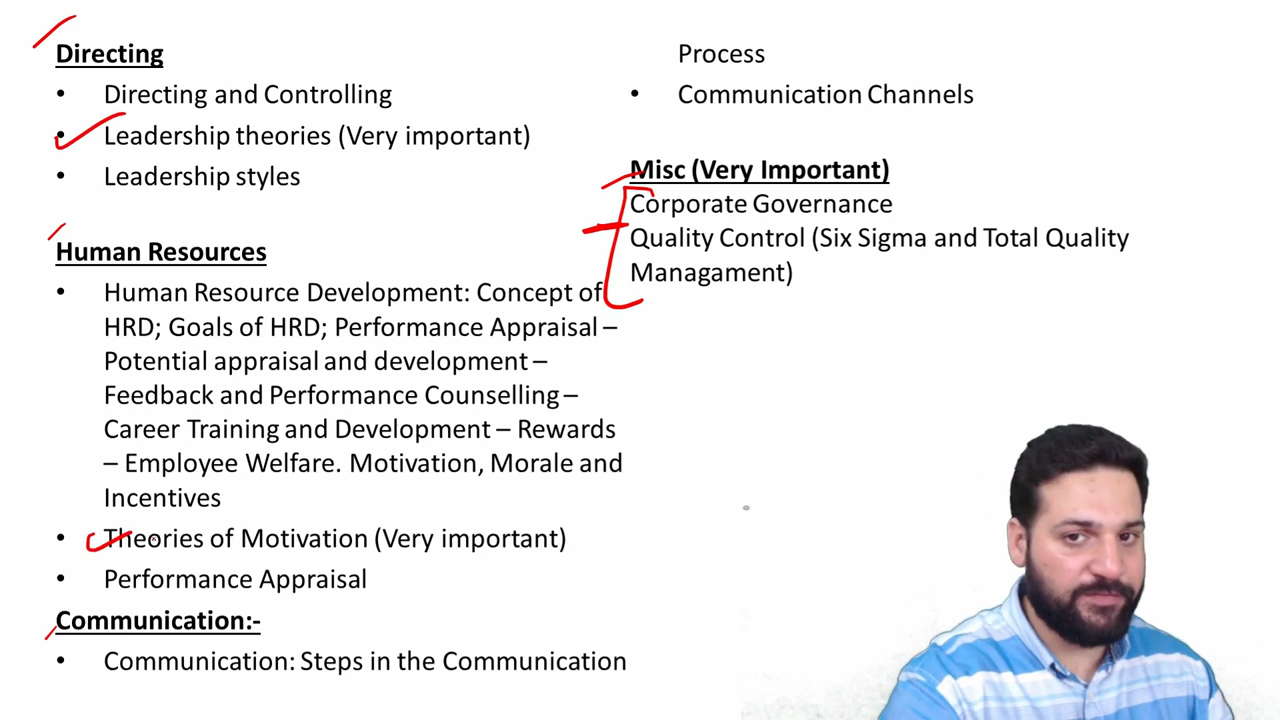 Directing
• Directing and Controlling
• Leadership theories (Very important)
• Leadership styles
Human Resources
• Human Resource Development: Concept of
HRD; Goals of HRD; Performance Appraisal –
Potential appraisal and development –
Feedback and Performance Counselling –
Career Training and Development – Rewards
– Employee Welfare. Motivation, Morale and
Incentives
• Theories of Motivation (Very important)
• Performance Appraisal
Communication:-
• Communication: Steps in the Communication
Process
• Communication Channels
Misc (Very Important)
Corporate Governance
Quality Control (Six Sigma and Total Quality
Managament)